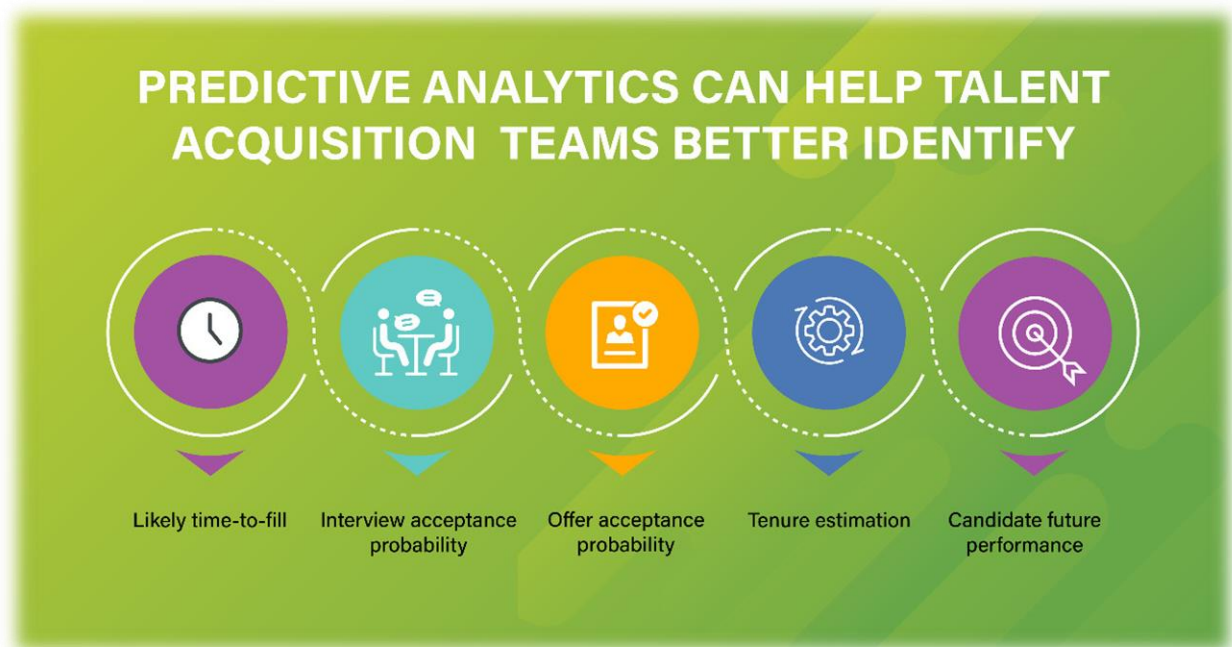 PREDICTIVE ANALYTICS CAN HELP TALENT
ACQUISITION TEAMS BETTER IDENTIFY
Likely time-to-fill
Interview acceptance
probability
Offer acceptance
probability
Tenure estimation
Candidate future
performance